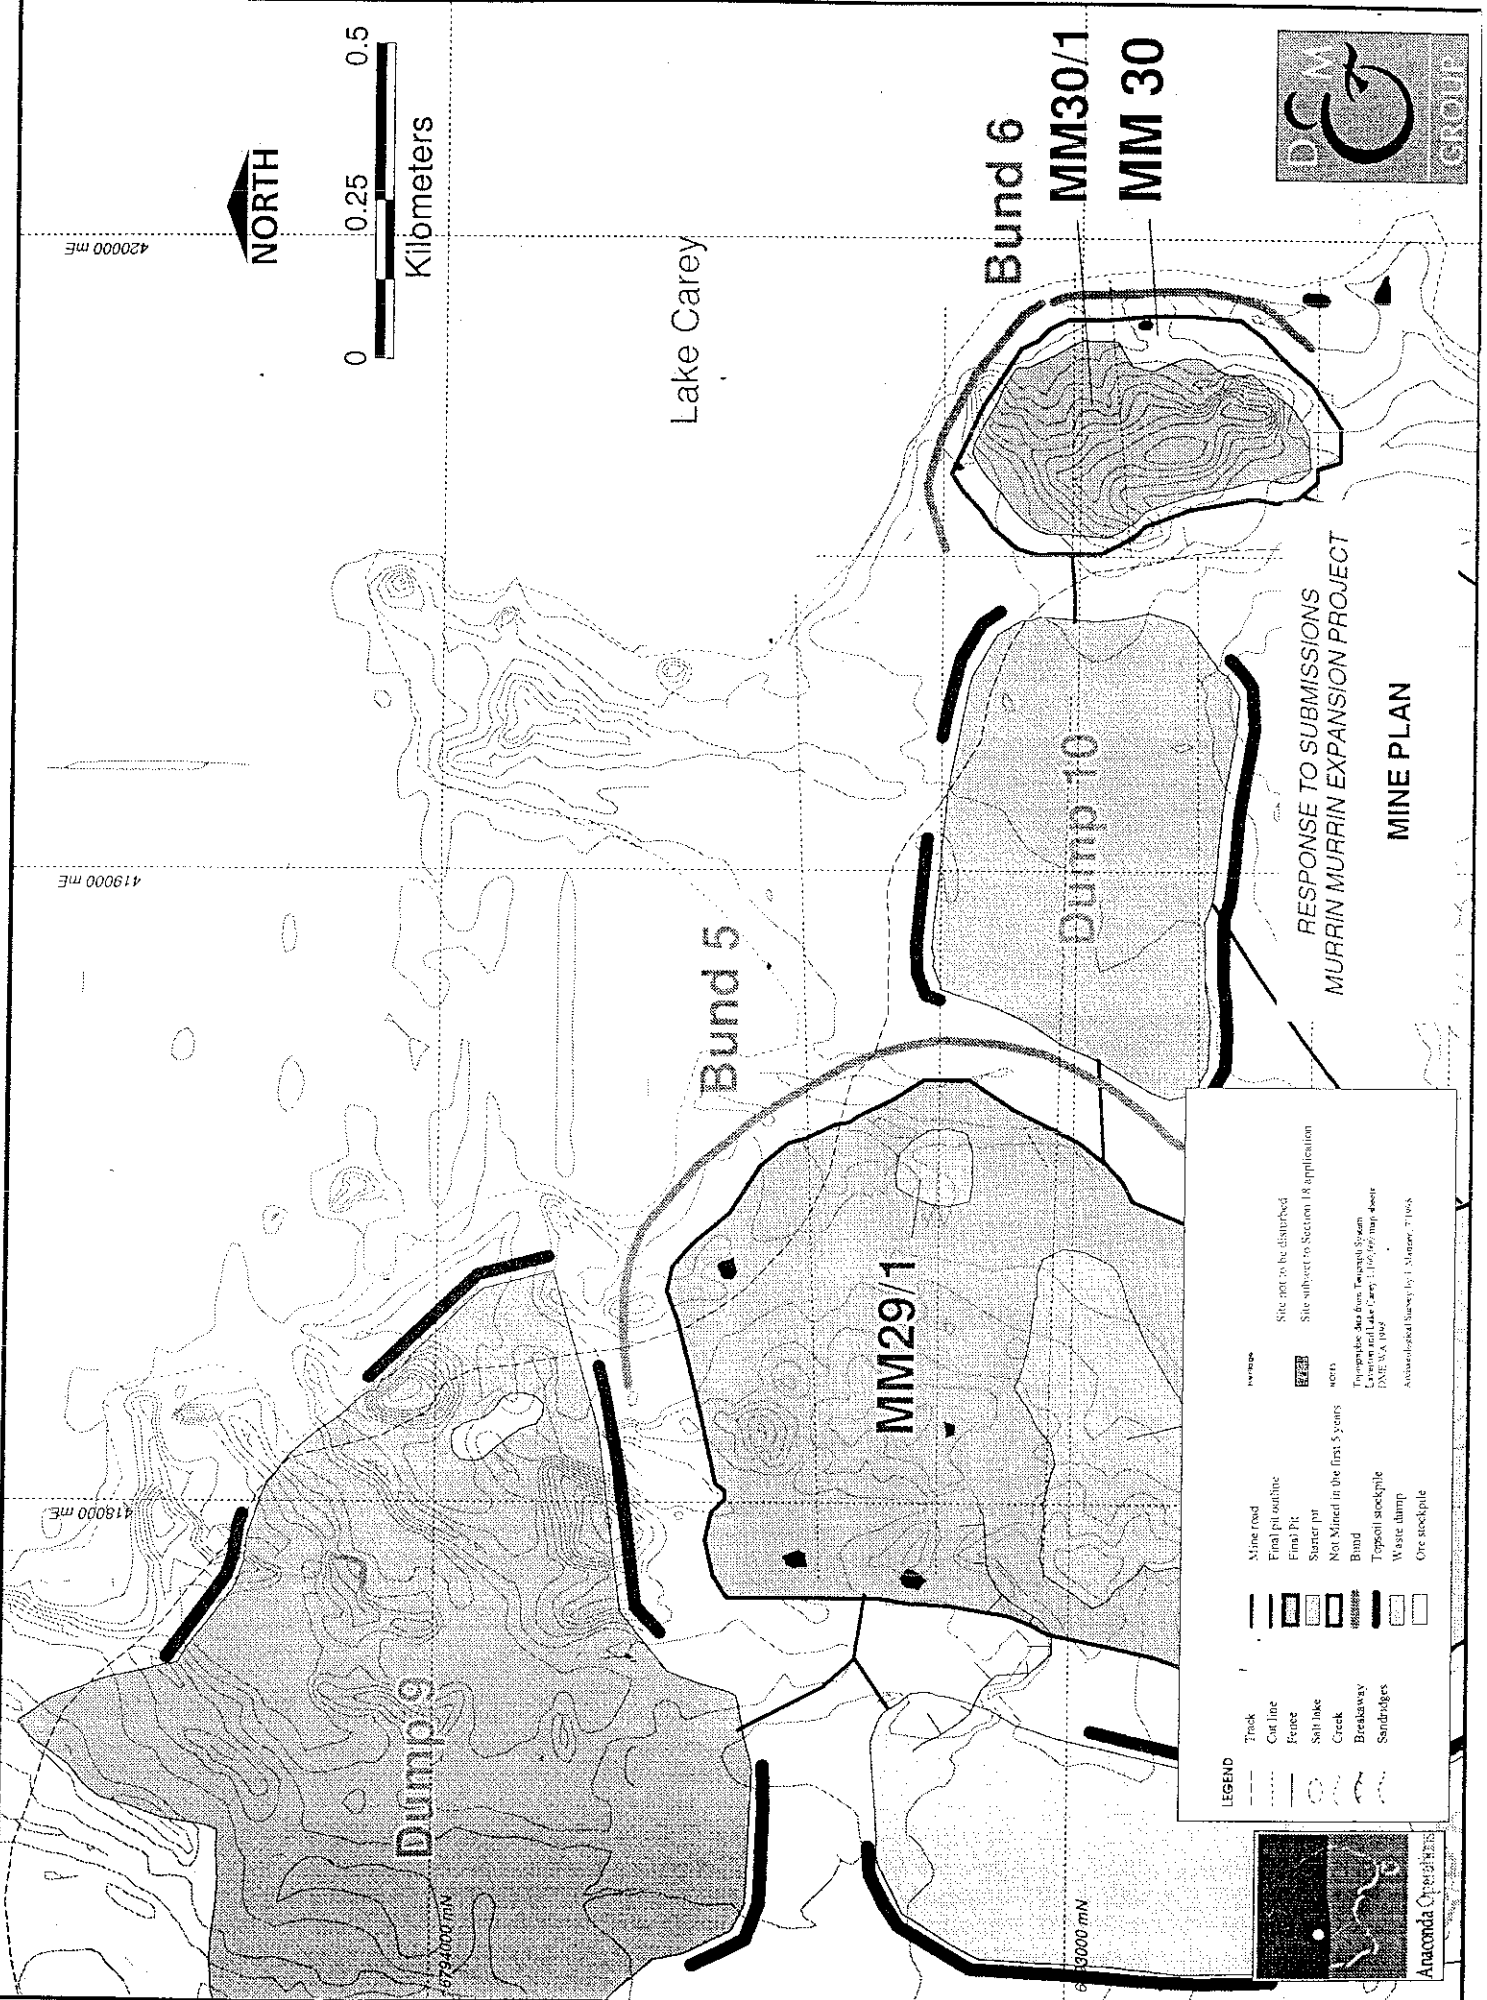 420000 mE
419000 mE
418000 mE
NORTH
0
0.25
0.5
Kilometers
Lake Carey
Bund 6
MM30/1
MM 30
Bund 5
Dump 10
MM29/1
Dump 9
6794000 mN
DCM
GROUP
RESPONSE TO SUBMISSIONS
MURRIN MURRIN EXPANSION PROJECT
MINE PLAN
LEGEND
Track
Cut line
Fence
Salt lake
Creek
Breakaway
Sandridges
Mine road
Final pit outline
Final Pit
Starter pit
Not Mined in the first 5 years
Bund
Topsoil stockpile
Waste dump
Ore stockpile
Site not to be disturbed
Site subject to Section 18 application
NOTES
Anaconda Operations